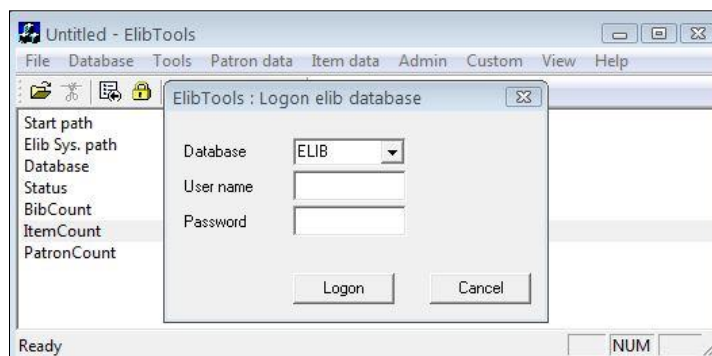 Untitled - ElibTools
File Database Tools Patron data Item data Admin Custom View Help
ElibTools : Logon elib database
Start path
Elib Sys. path
Database
Status
BibCount
ItemCount
PatronCount
Database ELIB
User name
Password
Logon Cancel
Ready NUM